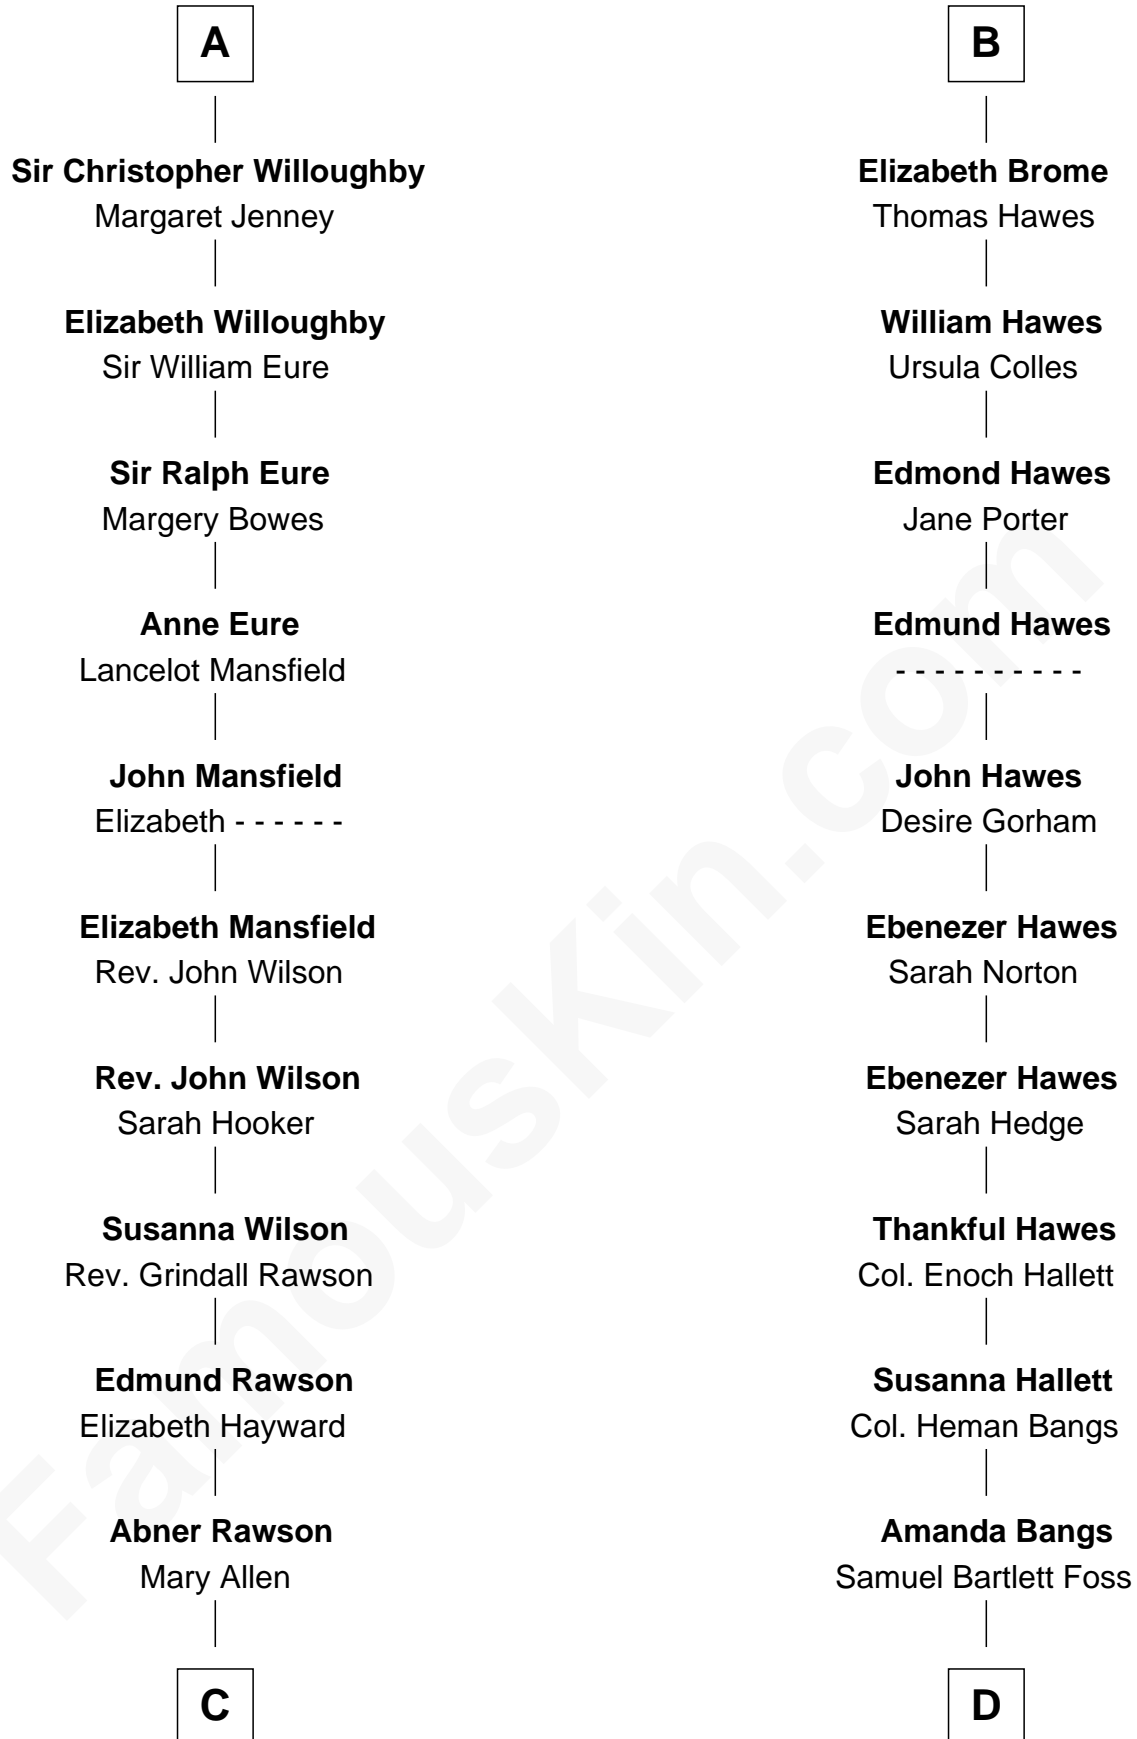 A
Sir Christopher Willoughby
Margaret Jenney
Elizabeth Willoughby
Sir William Eure
Sir Ralph Eure
Margery Bowes
Anne Eure
Lancelot Mansfield
John Mansfield
Elizabeth - - - - - -
Elizabeth Mansfield
Rev. John Wilson
Rev. John Wilson
Sarah Hooker
Susanna Wilson
Rev. Grindall Rawson
Edmund Rawson
Elizabeth Hayward
Abner Rawson
Mary Allen
C
B
Elizabeth Brome
Thomas Hawes
William Hawes
Ursula Colles
Edmond Hawes
Jane Porter
Edmund Hawes
- - - - - - - - - -
John Hawes
Desire Gorham
Ebenezer Hawes
Sarah Norton
Ebenezer Hawes
Sarah Hedge
Thankful Hawes
Col. Enoch Hallett
Susanna Hallett
Col. Heman Bangs
Amanda Bangs
Samuel Bartlett Foss
D
FamousKin.com